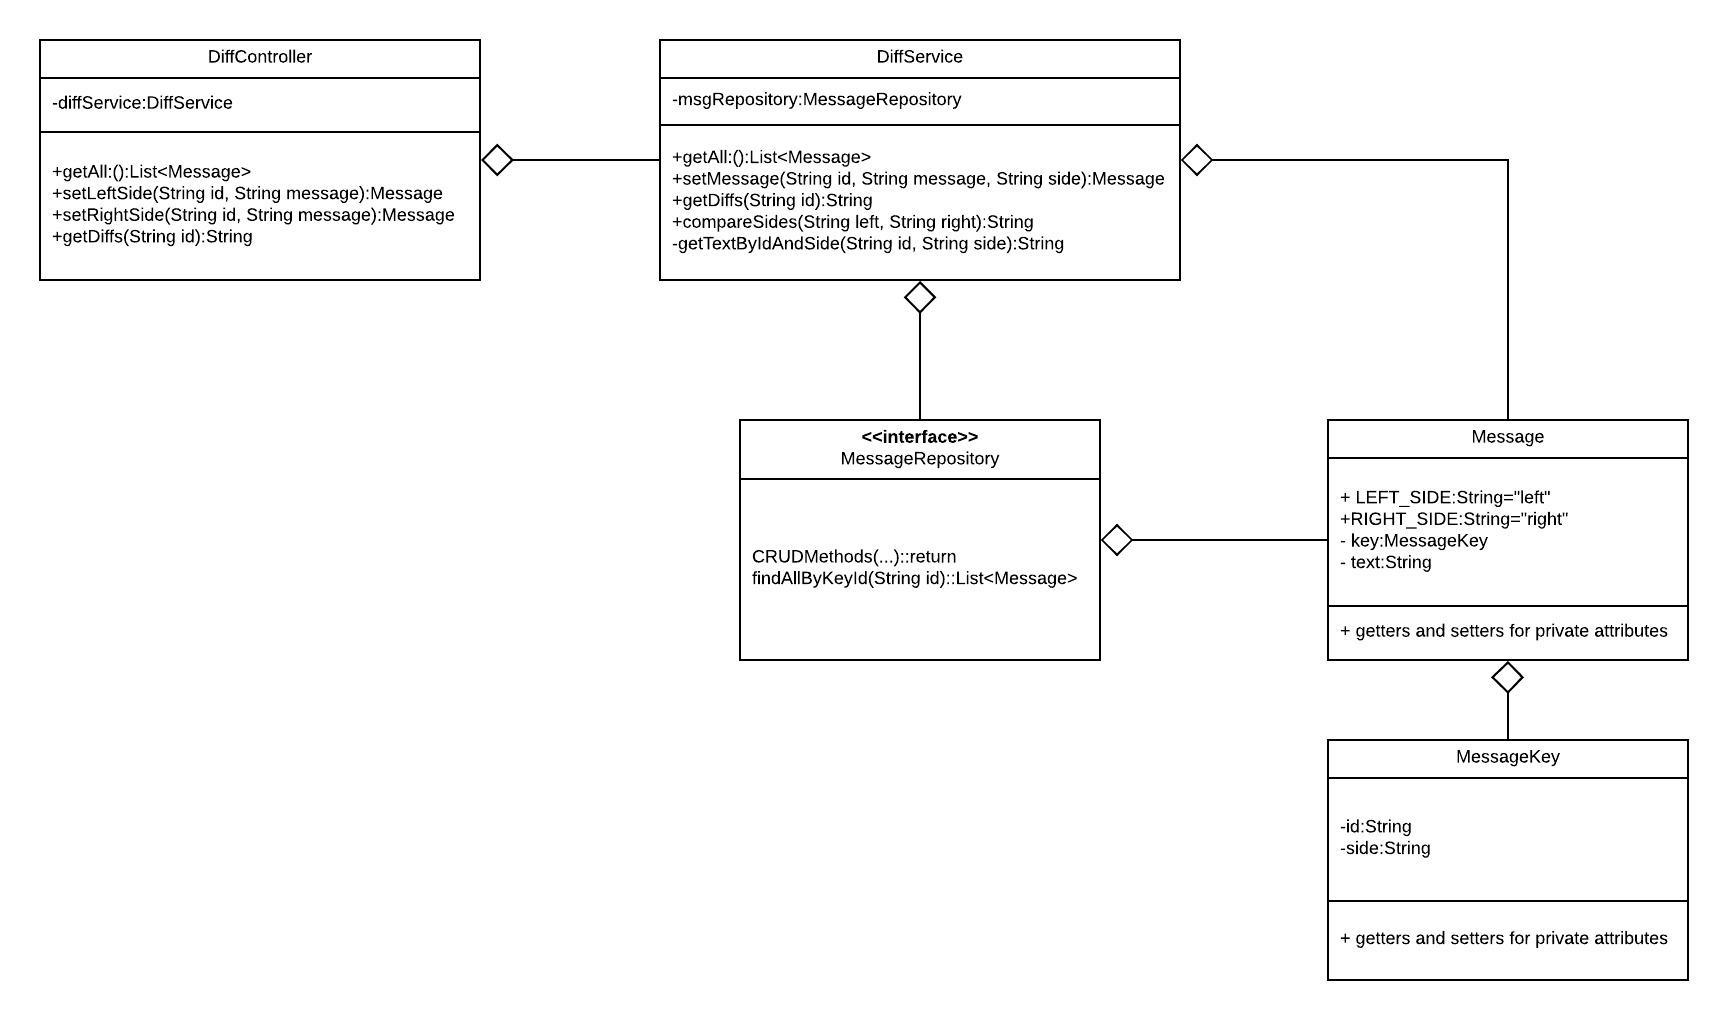 DiffController
-diffService:DiffService
+getAll:():List<Message>
+setLeftSide(String id, String message):Message
+setRightSide(String id, String message):Message
+getDiffs(String id):String
DiffService
-msgRepository:MessageRepository
+getAll:():List<Message>
+setMessage(String id, String message, String side):Message
+getDiffs(String id):String
+compareSides(String left, String right):String
-getTextByIdAndSide(String id, String side):String
<<interface>>
MessageRepository
CRUDMethods(...)::return
findAllByKeyId(String id)::List<Message>
Message
+ LEFT_SIDE:String="left"
+RIGHT_SIDE:String="right"
- key:MessageKey
- text:String
+ getters and setters for private attributes
MessageKey
-id:String
-side:String
+ getters and setters for private attributes